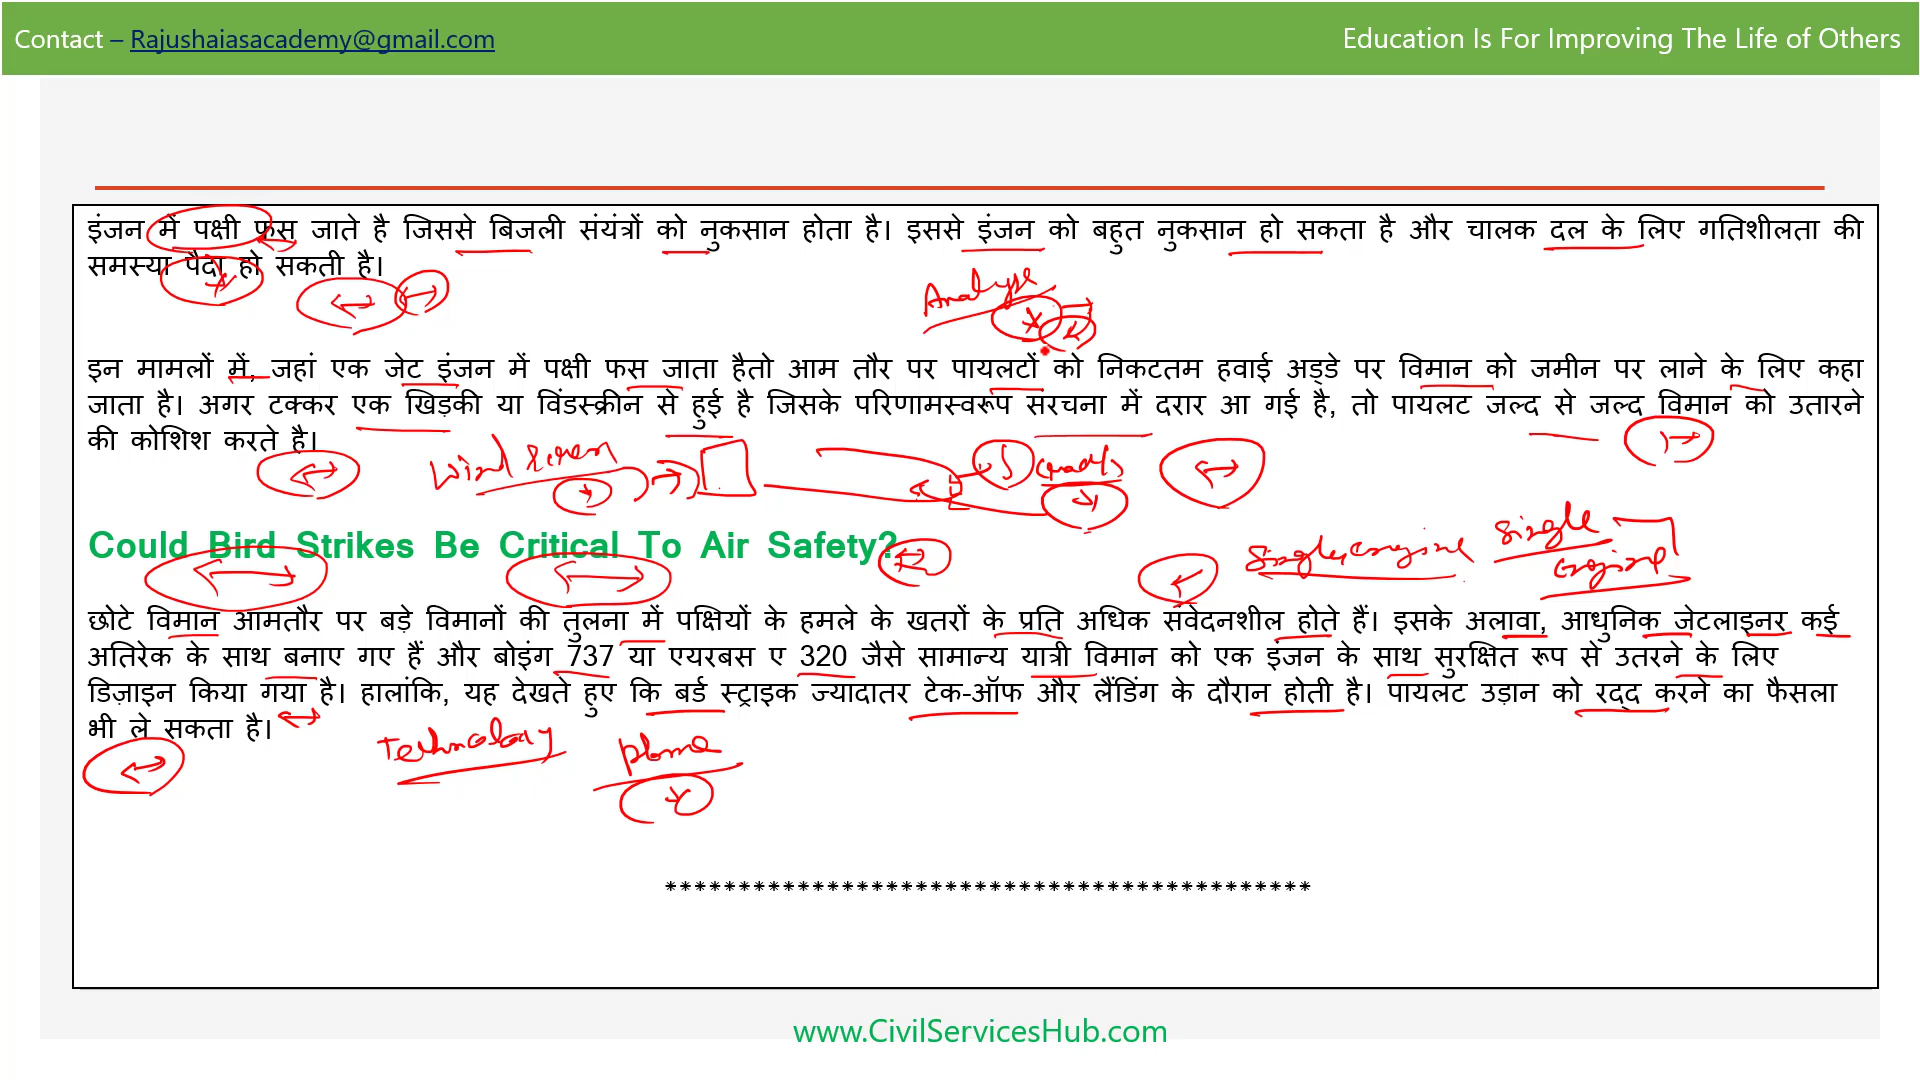 Contact – Rajushaiasacademy@gmail.com
Education Is For Improving The Life of Others
इंजन में पक्षी फस जाते है जिससे बिजली संयंत्रों को नुकसान होता है। इससे इंजन को बहुत नुकसान हो सकता है और चालक दल के लिए गतिशीलता की
समस्या पैदा हो सकती है।
Analyse
इन मामलों में, जहां एक जेट इंजन में पक्षी फस जाता हैतो आम तौर पर पायलटों को निकटतम हवाई अड्डे पर विमान को जमीन पर लाने के लिए कहा
जाता है। अगर टक्कर एक खिड़की या विंडस्क्रीन से हुई है जिसके परिणामस्वरूप संरचना में दरार आ गई है, तो पायलट जल्द से जल्द विमान को उतारने
की कोशिश करते है।
Wind screen
Could Bird Strikes Be Critical To Air Safety?
single engine
single
engine
छोटे विमान आमतौर पर बड़े विमानों की तुलना में पक्षियों के हमले के खतरों के प्रति अधिक संवेदनशील होते हैं। इसके अलावा, आधुनिक जेटलाइनर कई
अतिरेक के साथ बनाए गए हैं और बोइंग 737 या एयरबस ए 320 जैसे सामान्य यात्री विमान को एक इंजन के साथ सुरक्षित रूप से उतरने के लिए
डिज़ाइन किया गया है। हालांकि, यह देखते हुए कि बर्ड स्ट्राइक ज्यादातर टेक-ऑफ और लैंडिंग के दौरान होती है। पायलट उड़ान को रद्द करने का फैसला
भी ले सकता है।
Technology
********************************************
www.CivilServicesHub.com